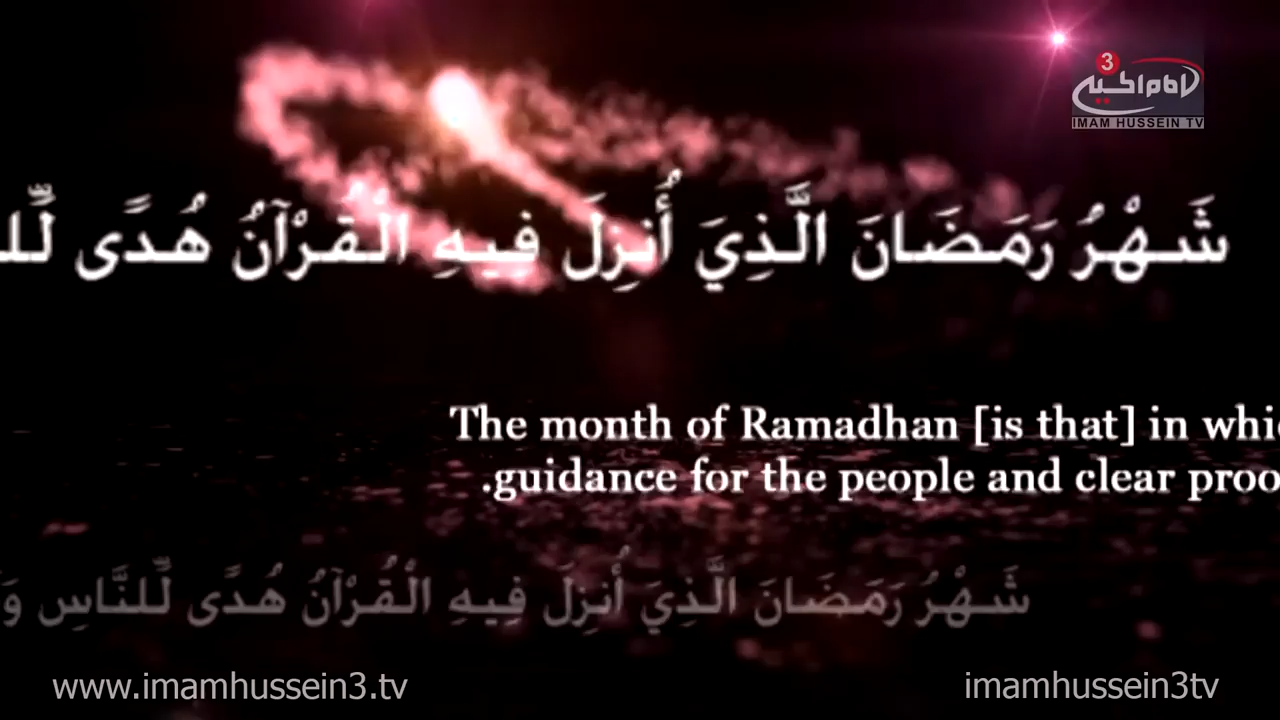 3
IMAM HUSSEIN TV
شَهْرُ رَمَضَانَ الَّذِيَ أُنزِلَ فِيهِ الْقُرْآنُ هُدًى
The month of Ramadhan [is that] in
.guidance for the people and clear
شَهْرُ رَمَضَانَ الَّذِيَ أُنزِلَ فِيهِ الْقُرْآنُ هُدًى لِّلنَّاسِ
www.imamhussein3.tv
imamhussein3tv